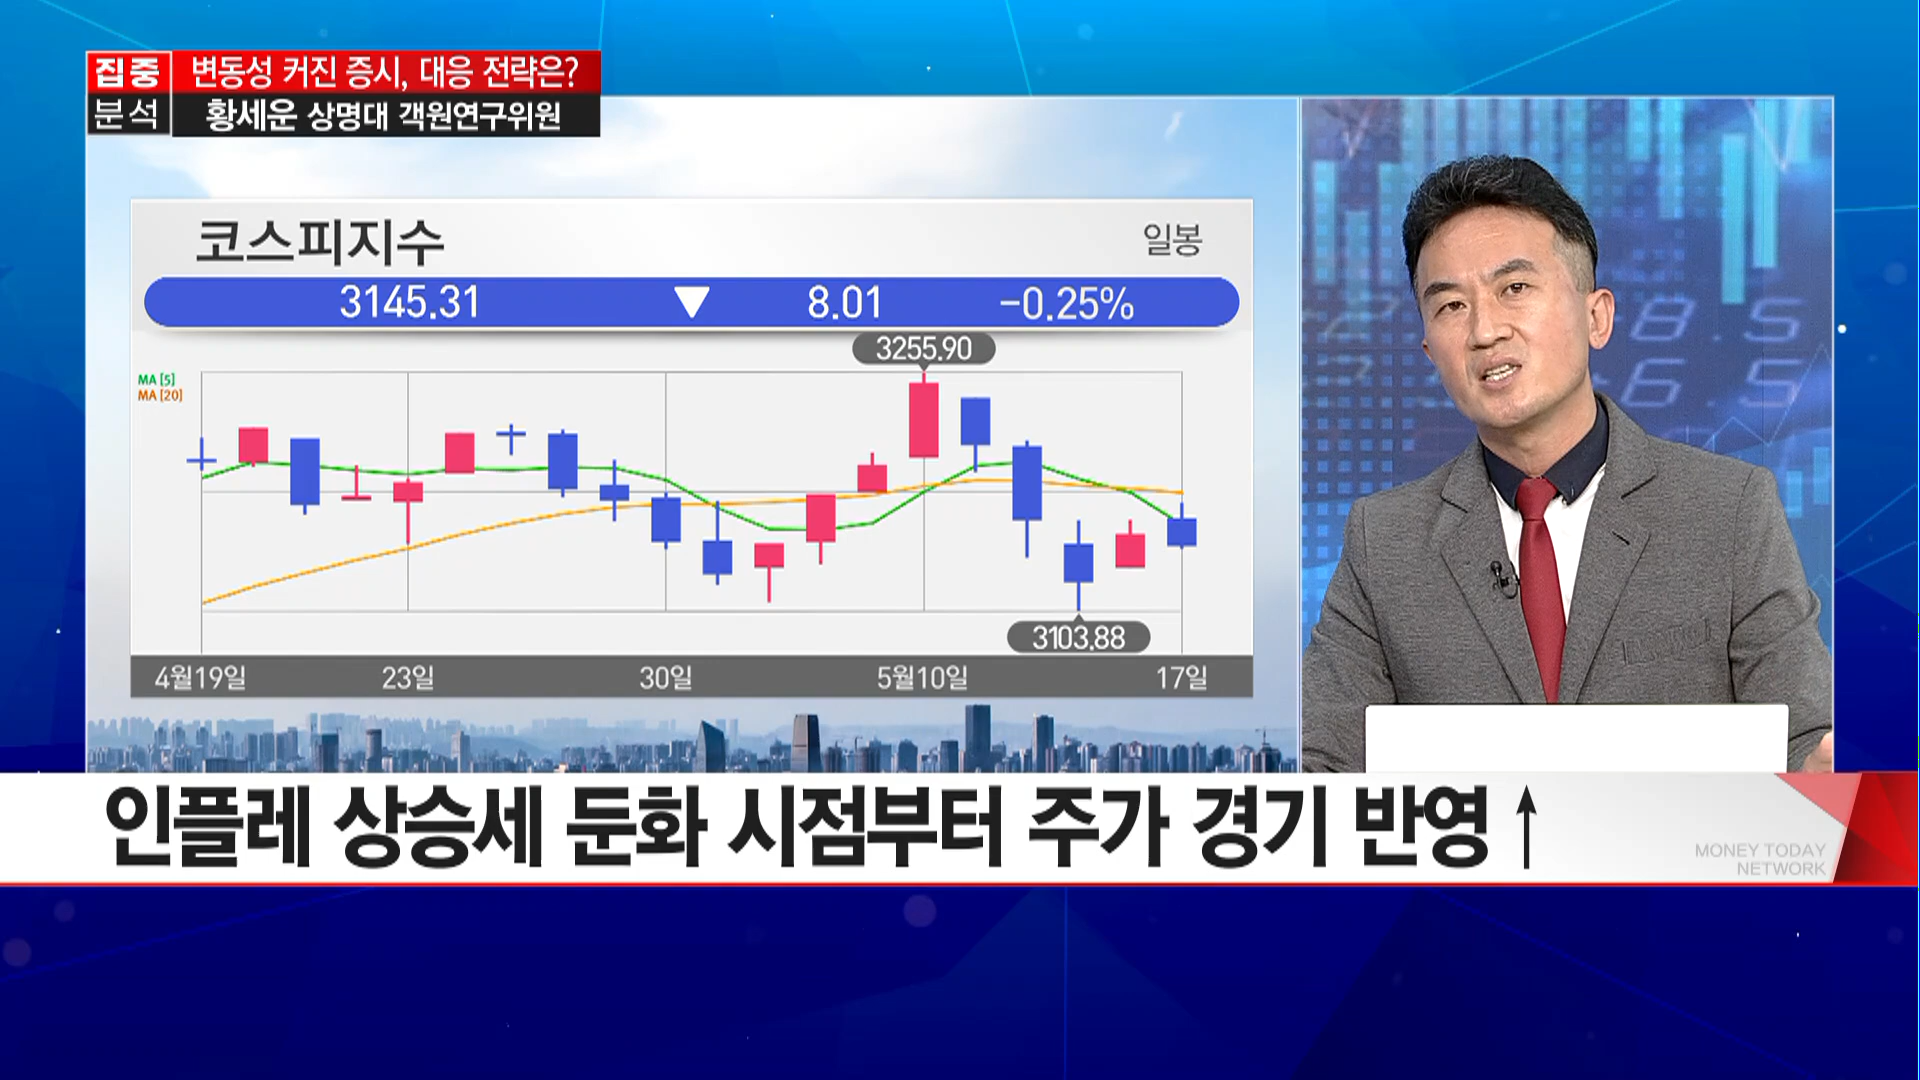 집중
분석
변동성 커진 증시, 대응 전략은?
황세운 상명대 객원연구위원
코스피지수
일봉
3145.31 ▼ 8.01 -0.25%
3255.90
MA [5]
MA [20]
3103.88
4월19일 23일 30일 5월10일 17일
8.5
6.5
인플레 상승세 둔화 시점부터 주가 경기 반영↑
MONEY TODAY
NETWORK